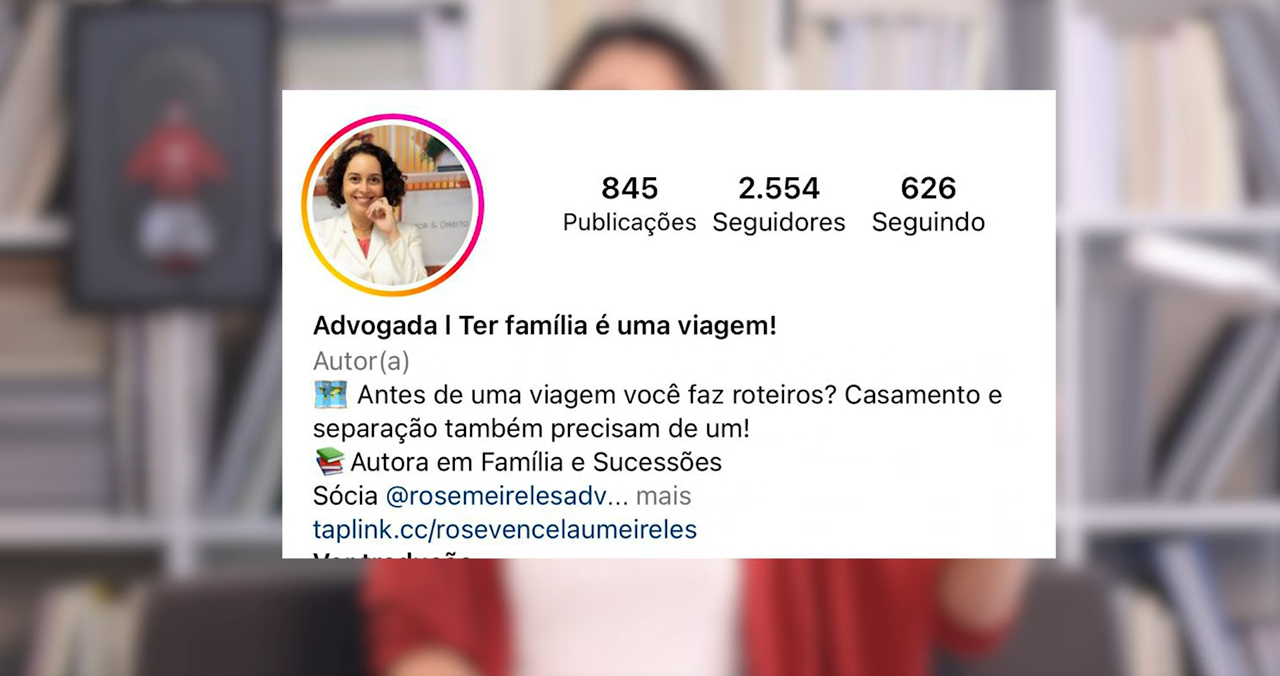 845 2.554 626
Publicações Seguidores Seguindo
Advogada | Ter família é uma viagem!
Autor(a)
Antes de uma viagem você faz roteiros? Casamento e
separação também precisam de um!
Autora em Família e Sucessões
Sócia @rosemeirelesadv... mais
taplink.cc/rosevencelaumeireles